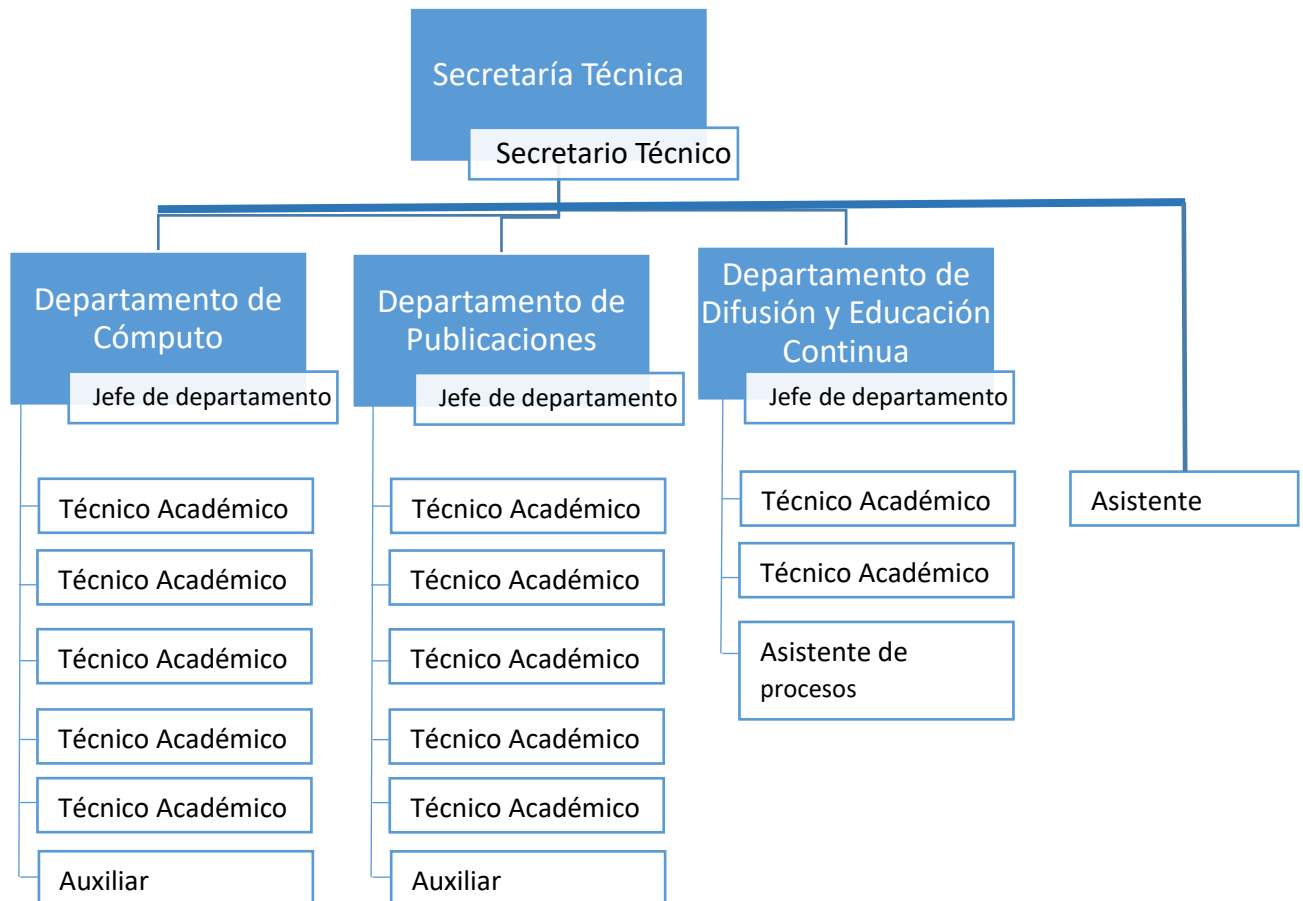 Secretaría Técnica
Secretario Técnico
Departamento de
Cómputo
Jefe de departamento
Técnico Académico
Técnico Académico
Técnico Académico
Técnico Académico
Técnico Académico
Auxiliar
Departamento de
Publicaciones
Jefe de departamento
Técnico Académico
Técnico Académico
Técnico Académico
Técnico Académico
Técnico Académico
Auxiliar
Departamento de
Difusión y Educación
Continua
Jefe de departamento
Técnico Académico
Técnico Académico
Asistente de
procesos
Asistente